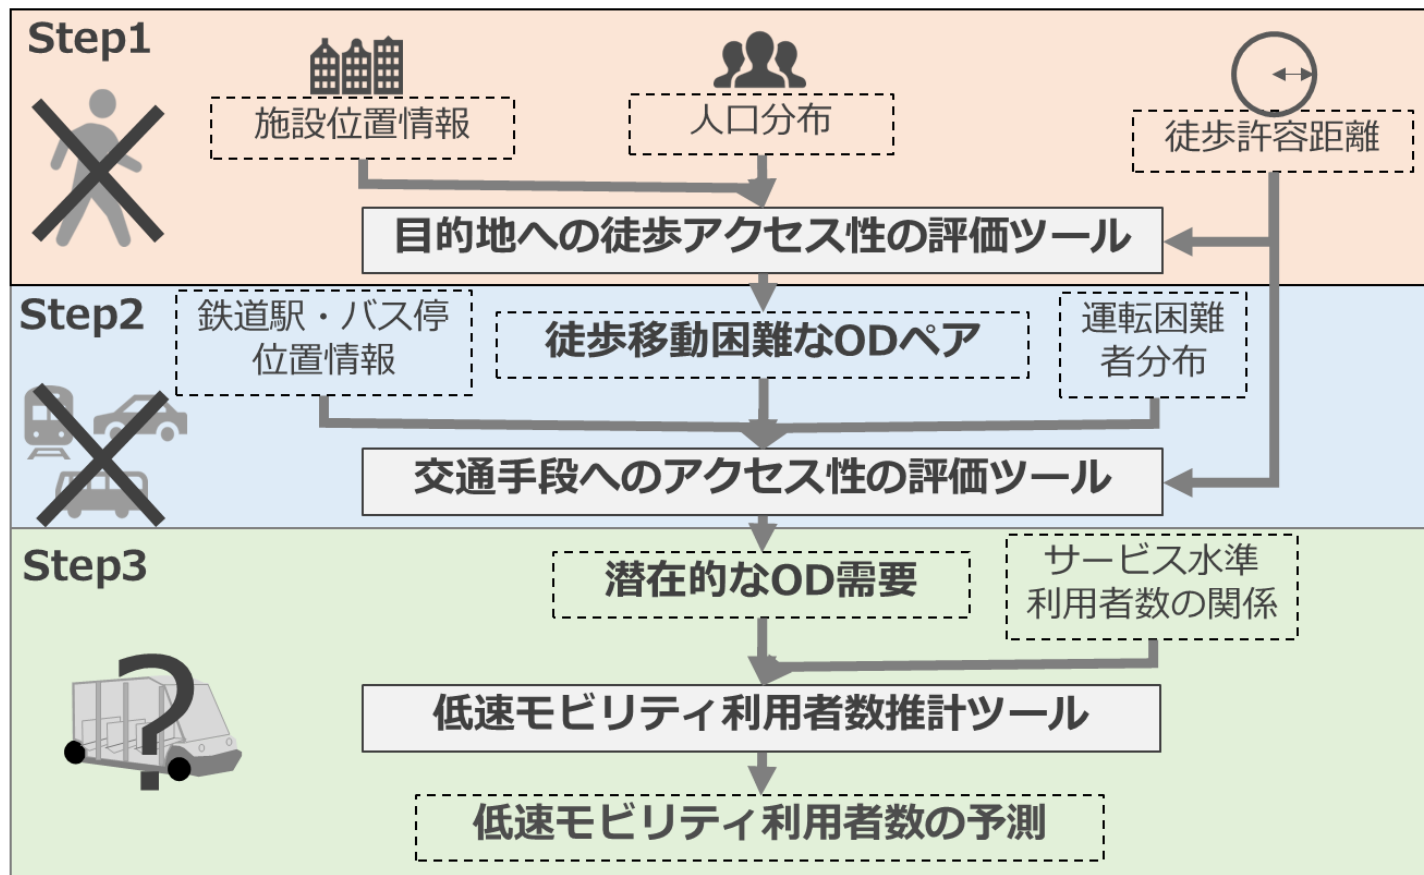 Step1
施設位置情報
人口分布
徒歩許容距離
目的地への徒歩アクセス性の評価ツール
Step2
鉄道駅・バス停
位置情報
徒歩移動困難なODペア
運転困難
者分布
交通手段へのアクセス性の評価ツール
Step3
潜在的なOD需要
サービス水準
利用者数の関係
?
低速モビリティ利用者数推計ツール
低速モビリティ利用者数の予測